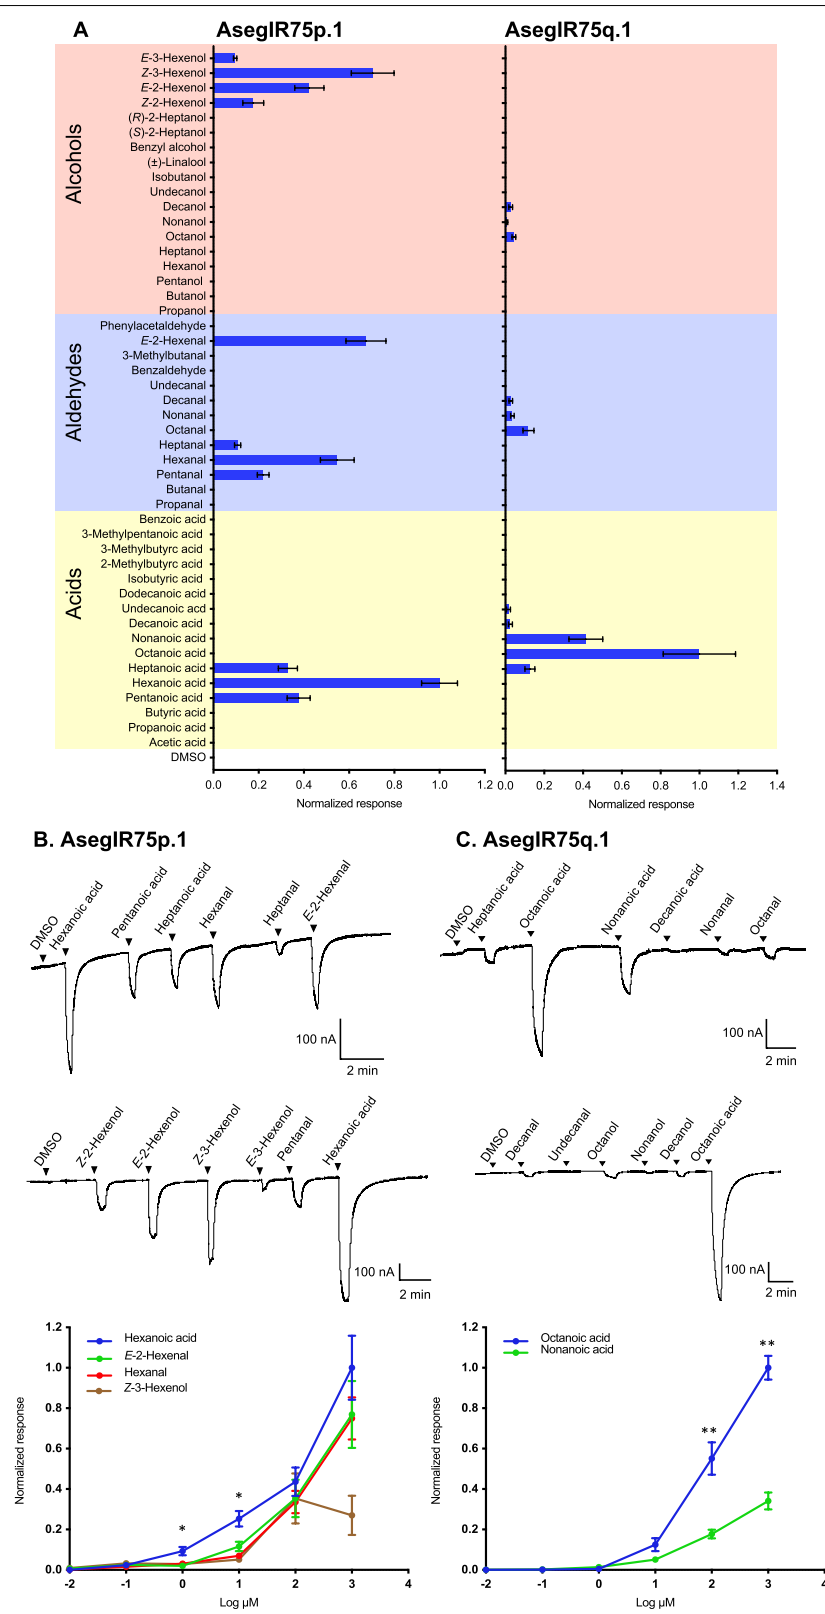 A AsegIR75p.1 AsegIR75q.1
Alcohols
E-3-Hexenol
Z-3-Hexenol
E-2-Hexenol
Z-2-Hexenol
(R)-2-Heptanol
(S)-2-Heptanol
Benzyl alcohol
(±)-Linalool
Isobutanol
Undecanol
Decanol
Nonanol
Octanol
Heptanol
Hexanol
Pentanol
Butanol
Propanol
Aldehydes
Phenylacetaldehyde
E-2-Hexenal
3-Methylbutanal
Benzaldehyde
Undecanal
Decanal
Nonanal
Octanal
Heptanal
Hexanal
Pentanal
Butanal
Propanal
Acids
Benzoic acid
3-Methylpentanoic acid
3-Methylbutyrc acid
2-Methylbutyrc acid
Isobutyric acid
Dodecanoic acid
Undecanoic acd
Decanoic acid
Nonanoic acid
Octanoic acid
Heptanoic acid
Hexanoic acid
Pentanoic acid
Butyric acid
Propanoic acid
Acetic acid
DMSO
0.0 0.2 0.4 0.6 0.8 1.0 1.2 0.0 0.2 0.4 0.6 0.8 1.0 1.2 1.4
Normalized response Normalized response
B. AsegIR75p.1
DMSO
Hexanoic acid
Pentanoic acid
Heptanoic acid
Hexanal
Heptanal
E-2-Hexenal
100 nA
2 min
DMSO
Z-2-Hexenol
E-2-Hexenol
Z-3-Hexenol
E-3-Hexenol
Pentanal
Hexanoic acid
100 nA
2 min
Normalized response
1.2
1.0
0.8
0.6
0.4
0.2
0.0
Hexanoic acid
E-2-Hexenal
Hexanal
Z-3-Hexenol
*
*
-2 -1 0 1 2 3 4
Log µM
C. AsegIR75q.1
DMSO
Heptanoic acid
Octanoic acid
Nonanoic acid
Decanoic acid
Nonanal
Octanal
100 nA
2 min
DMSO
Decanal
Undecanal
Octanol
Nonanol
Decanol
Octanoic acid
100 nA
2 min
Normalized response
1.2
1.0
0.8
0.6
0.4
0.2
0.0
Octanoic acid
Nonanoic acid
**
**
-2 -1 0 1 2 3 4
Log µM